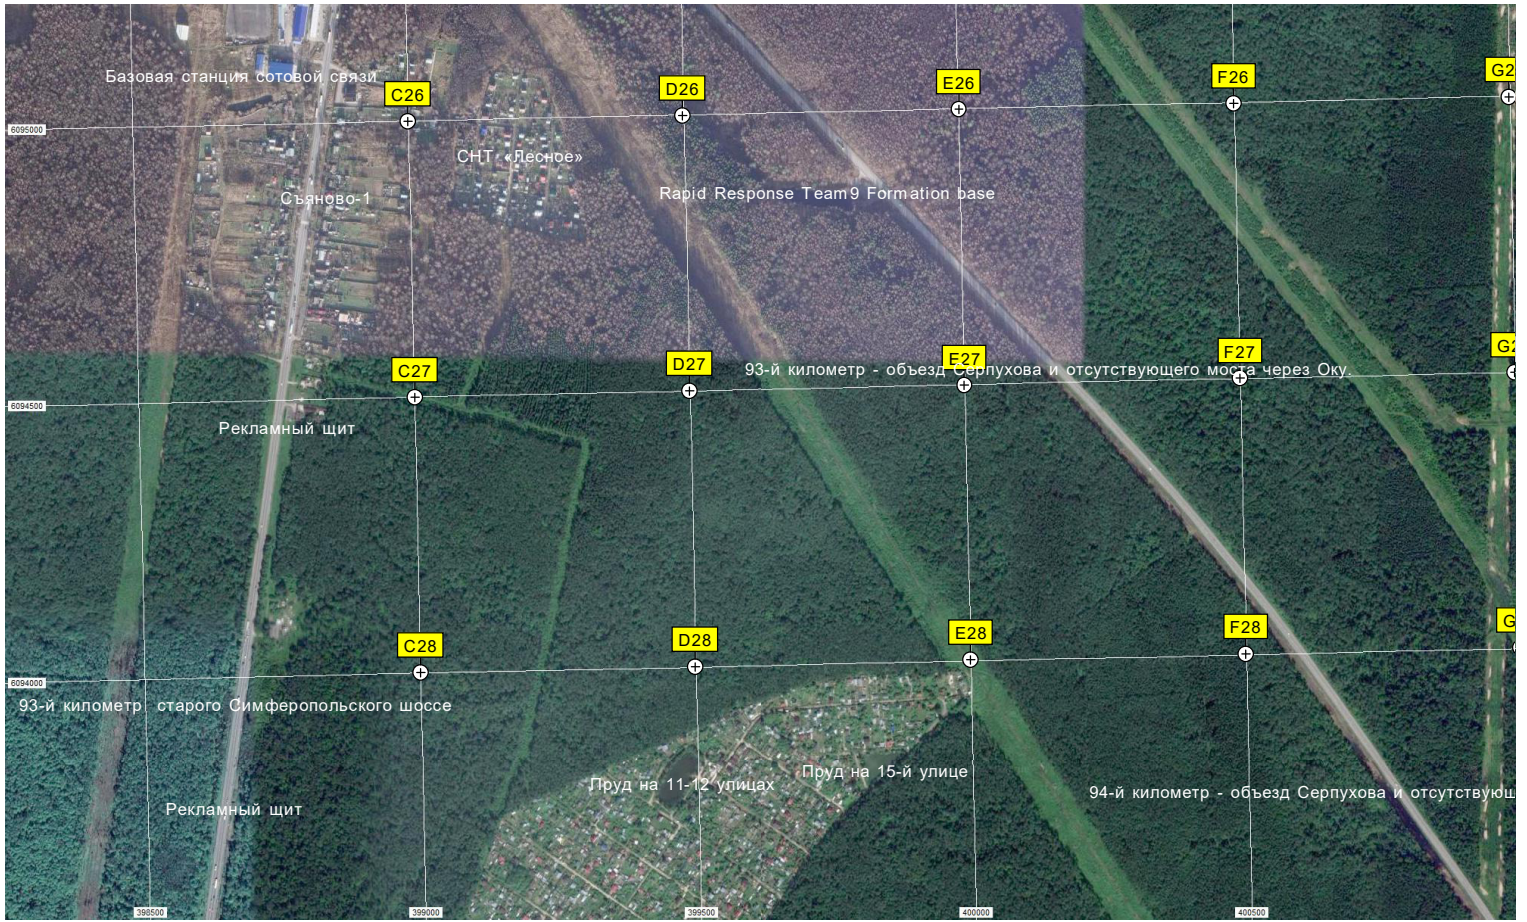 Базовая станция сотовой связи
C26
D26
E26
F26
G2
6095000
СНТ «Лесное»
Съяново-1
Rapid Response Team9 Formation base
C27
D27
E27
F27
G2
93-й километр - объезд Серпухова и отсутствующего моста через Оку.
6094500
Рекламный щит
C28
D28
E28
F28
G
6094000
93-й километр старого Симферопольского шоссе
Пруд на 11-12 улицах
Пруд на 15-й улице
94-й километр - объезд Серпухова и отсутствующ
Рекламный щит
398500
399000
399500
400000
400500